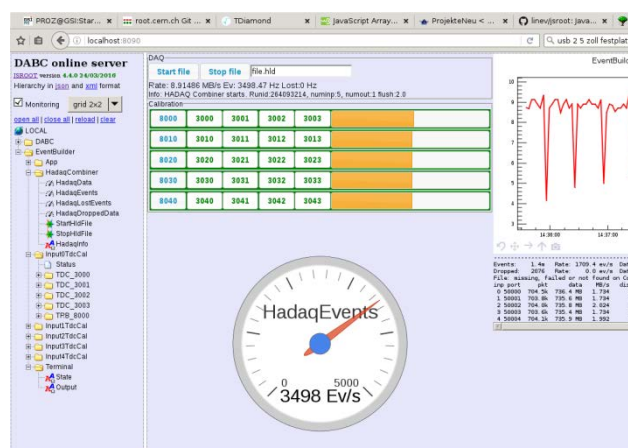 PROZ@GSI:Star...
root.cern.ch Git ...
TDiamond
JavaScript Array...
ProjekteNeu < ...
linev/jsroot: Java...
localhost:8090
usb 2 5 zoll festplat
DABC online server
JSROOT version 4.4.0 24/03/2016
Hierarchy in json and xml format
Monitoring grid 2x2
open all | close all | reload | clear
LOCAL
DABC
EventBuilder
App
HadaqCombiner
HadaqData
HadaqEvents
HadaqLostEvents
HadaqDroppedData
StartHldFile
StopHldFile
HadaqInfo
Input0TdcCal
Status
TDC_3000
TDC_3001
TDC_3002
TDC_3003
TRB_8000
Input1TdcCal
Input2TdcCal
Input3TdcCal
Input4TdcCal
Terminal
State
Output
DAQ
Start file Stop file file.hld
Rate: 8.91486 MB/s Ev: 3498.47 Hz Lost:0 Hz
Info: HADAQ Combiner starts. Runid:264093214, numinp:5, numout:1 flush:2.0
Calibration
8000 3000 3001 3002 3003
8010 3010 3011 3012 3013
8020 3020 3021 3022 3023
8030 3030 3031 3032 3033
8040 3040 3041 3042 3043
HadaqEvents
0 5000
3498 Ev/s
EventBuild
10
9
8
7
6
5
4
3
14:36:00 14:37:00
Events: 1.4m Rate: 1709.4 ev/s Dat
Dropped: 2076 Rate: 0.0 ev/s Dat
File: missing, failed or not found on Co
inp port pkt data MB/s
0 50000 704.5k 736.4 MB 1.734
1 50001 703.8k 735.6 MB 1.734
2 50002 704.0k 735.8 MB 2.024
3 50003 703.6k 735.4 MB 1.734
4 50004 704.1k 735.9 MB 1.992